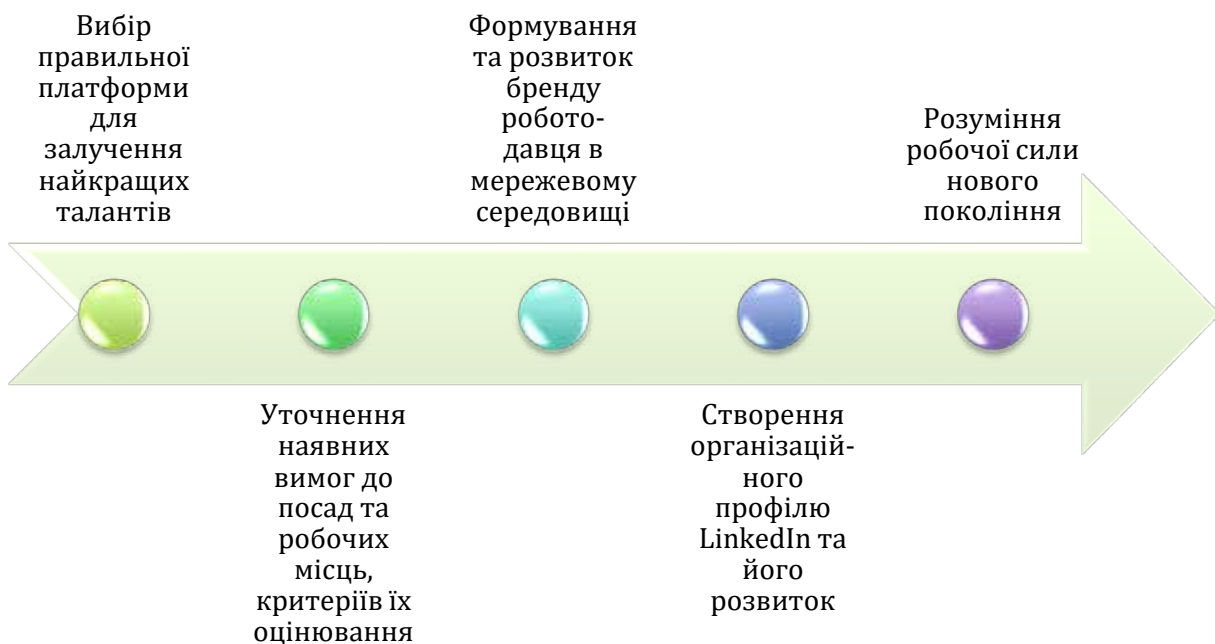 Вибір
правильної
платформи
для
залучення
найкращих
талантів
Уточнення
наявних
вимог до
посад та
робочих
місць,
критеріїв їх
оцінювання
Формування
та розвиток
бренду
робото-
давця в
мережевому
середовищі
Створення
організацій-
ного
профілю
LinkedIn та
його
розвиток
Розуміння
робочої сили
нового
покоління